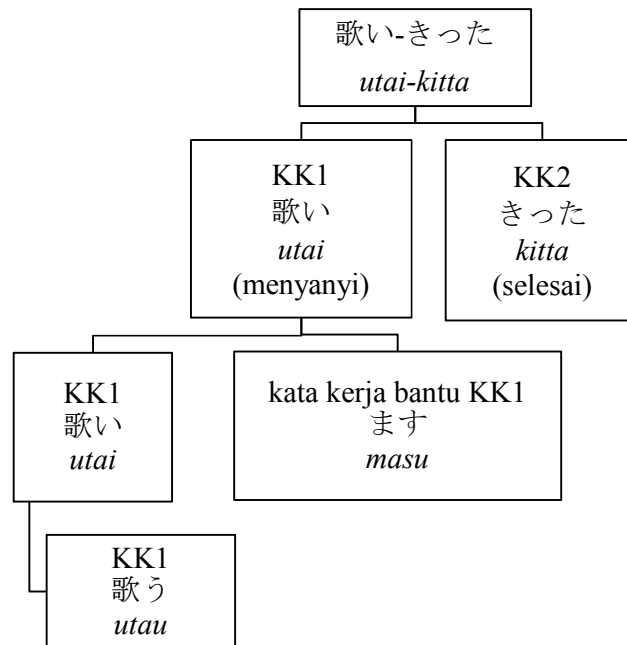 歌い-きった
utai-kitta
KK1
歌い
utai
(menyanyi)
KK2
きった
kitta
(selesai)
KK1
歌い
utai
kata kerja bantu KK1
ます
masu
KK1
歌う
utau